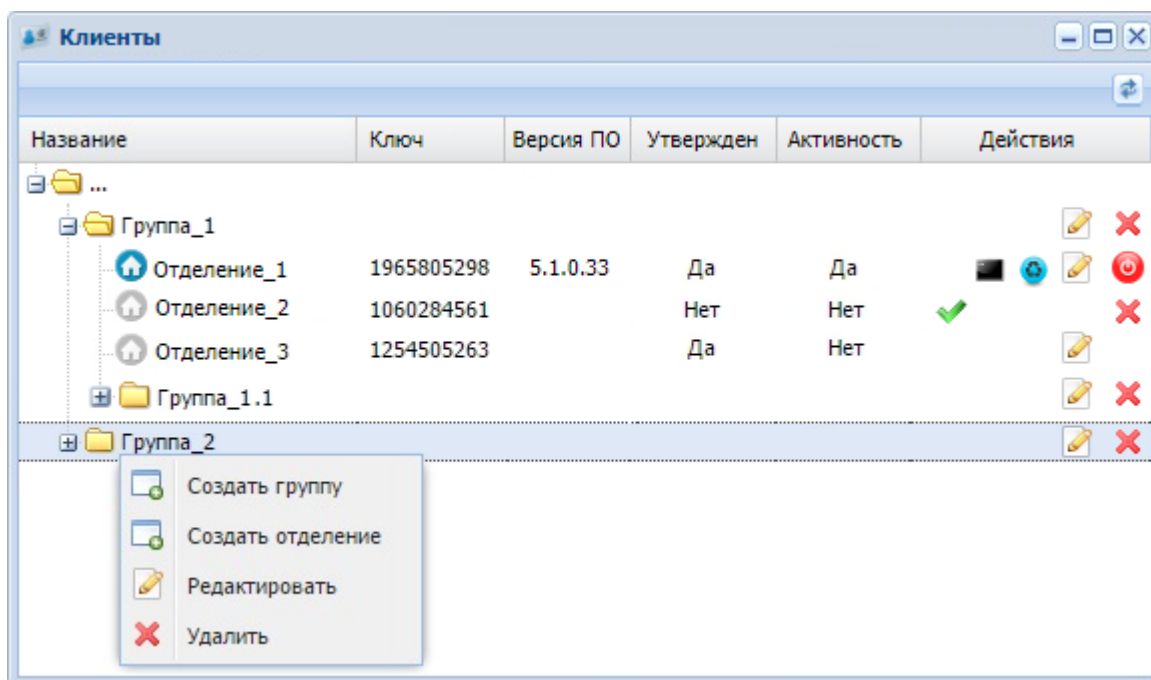 Клиенты
Название Ключ Версия ПО Утвержден Активность Действия
...
Группа_1
Отделение_1 1965805298 5.1.0.33 Да Да
Отделение_2 1060284561 Нет Нет
Отделение_3 1254505263 Да Нет
Группа_1.1
Группа_2
Создать группу
Создать отделение
Редактировать
Удалить